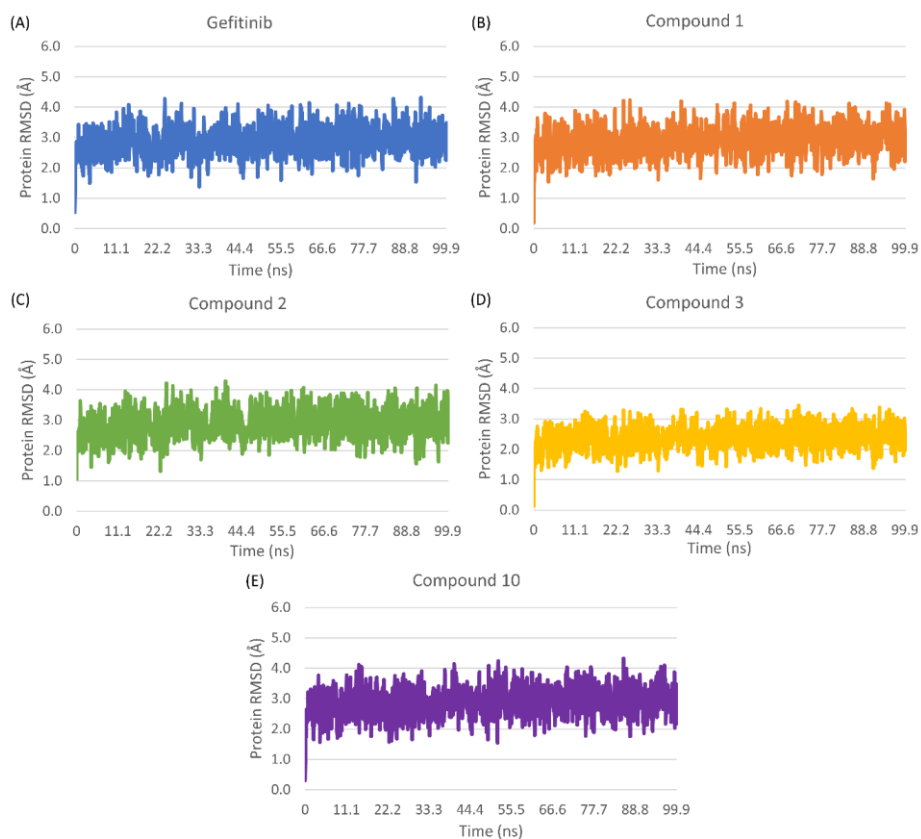 (A) Gefitinib
6.0
5.0
4.0
3.0
2.0
1.0
0.0
Protein RMSD (Å)
0 11.1 22.2 33.3 44.4 55.5 66.6 77.7 88.8 99.9
Time (ns)
(B) Compound 1
6.0
5.0
4.0
3.0
2.0
1.0
0.0
Protein RMSD (Å)
0 11.1 22.2 33.3 44.4 55.5 66.6 77.7 88.8 99.9
Time (ns)
(C) Compound 2
6.0
5.0
4.0
3.0
2.0
1.0
0.0
Protein RMSD (Å)
0 11.1 22.2 33.3 44.4 55.5 66.6 77.7 88.8 99.9
Time (ns)
(D) Compound 3
6.0
5.0
4.0
3.0
2.0
1.0
0.0
Protein RMSD (Å)
0 11.1 22.2 33.3 44.4 55.5 66.6 77.7 88.8 99.9
Time (ns)
(E) Compound 10
6.0
5.0
4.0
3.0
2.0
1.0
0.0
Protein RMSD (Å)
0 11.1 22.2 33.3 44.4 55.5 66.6 77.7 88.8 99.9
Time (ns)